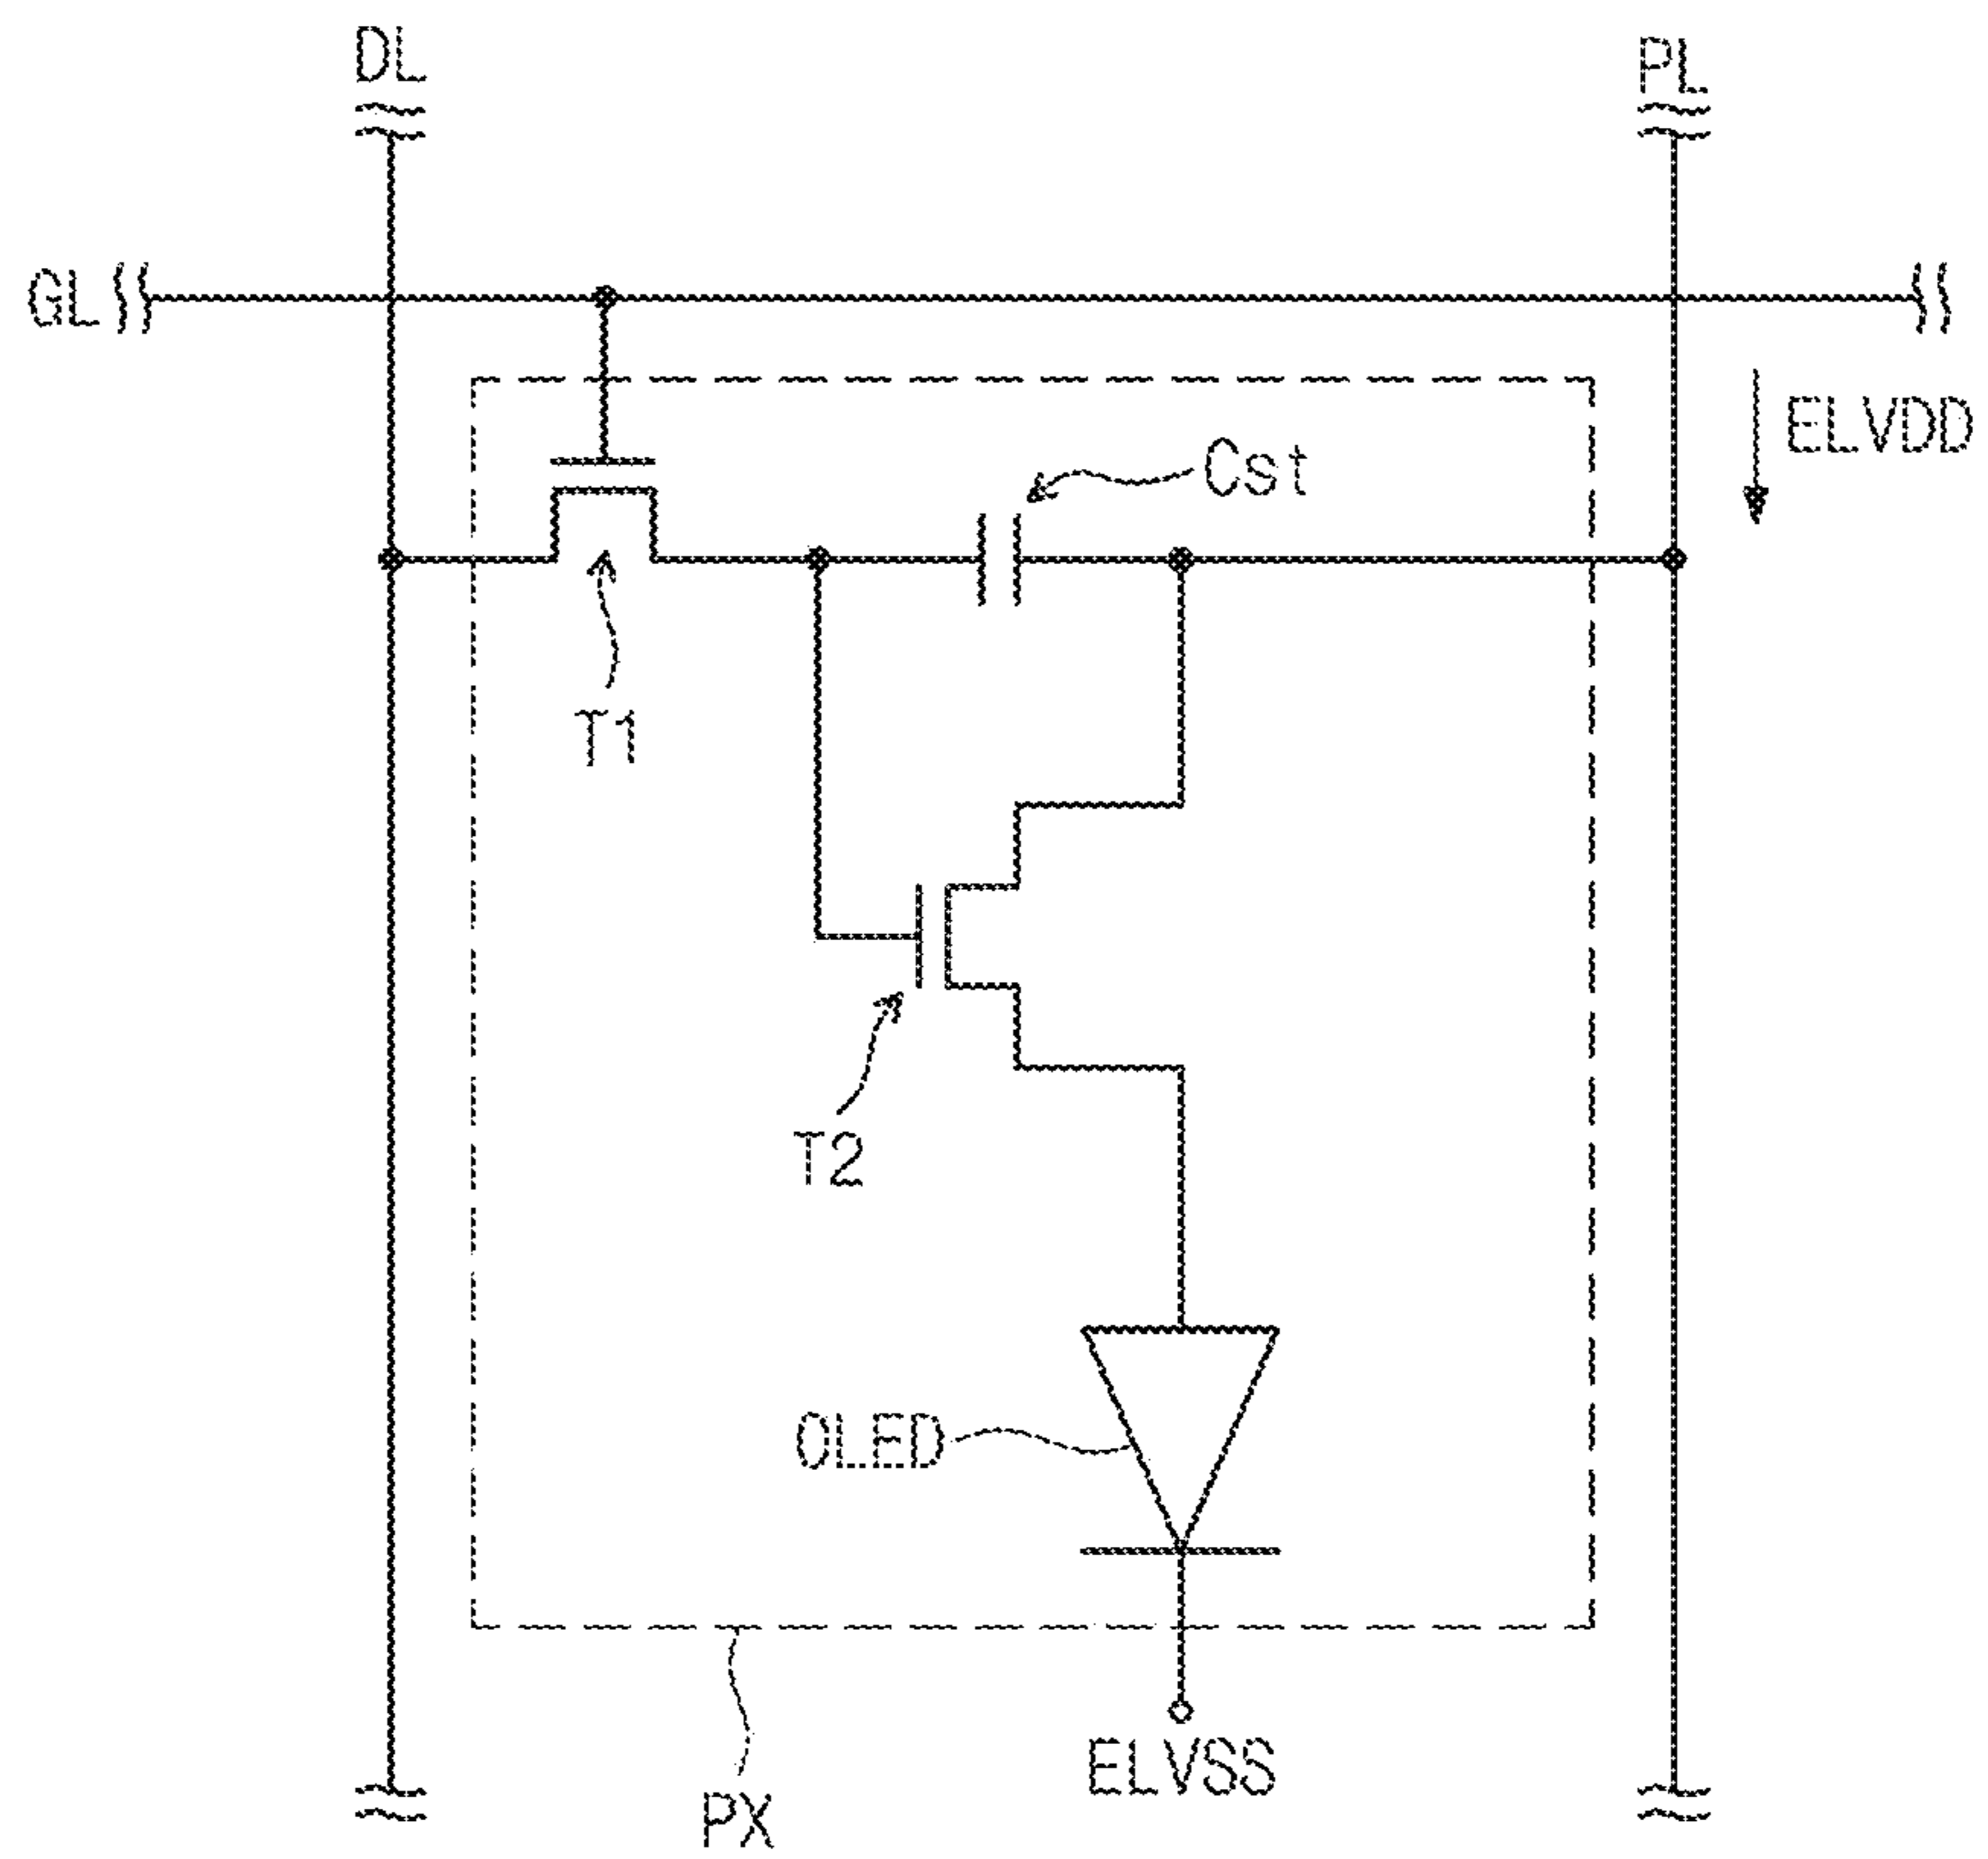 DL
PL
GL
ELVDD
Cst
T1
T2
OLED
ELVSS
PX